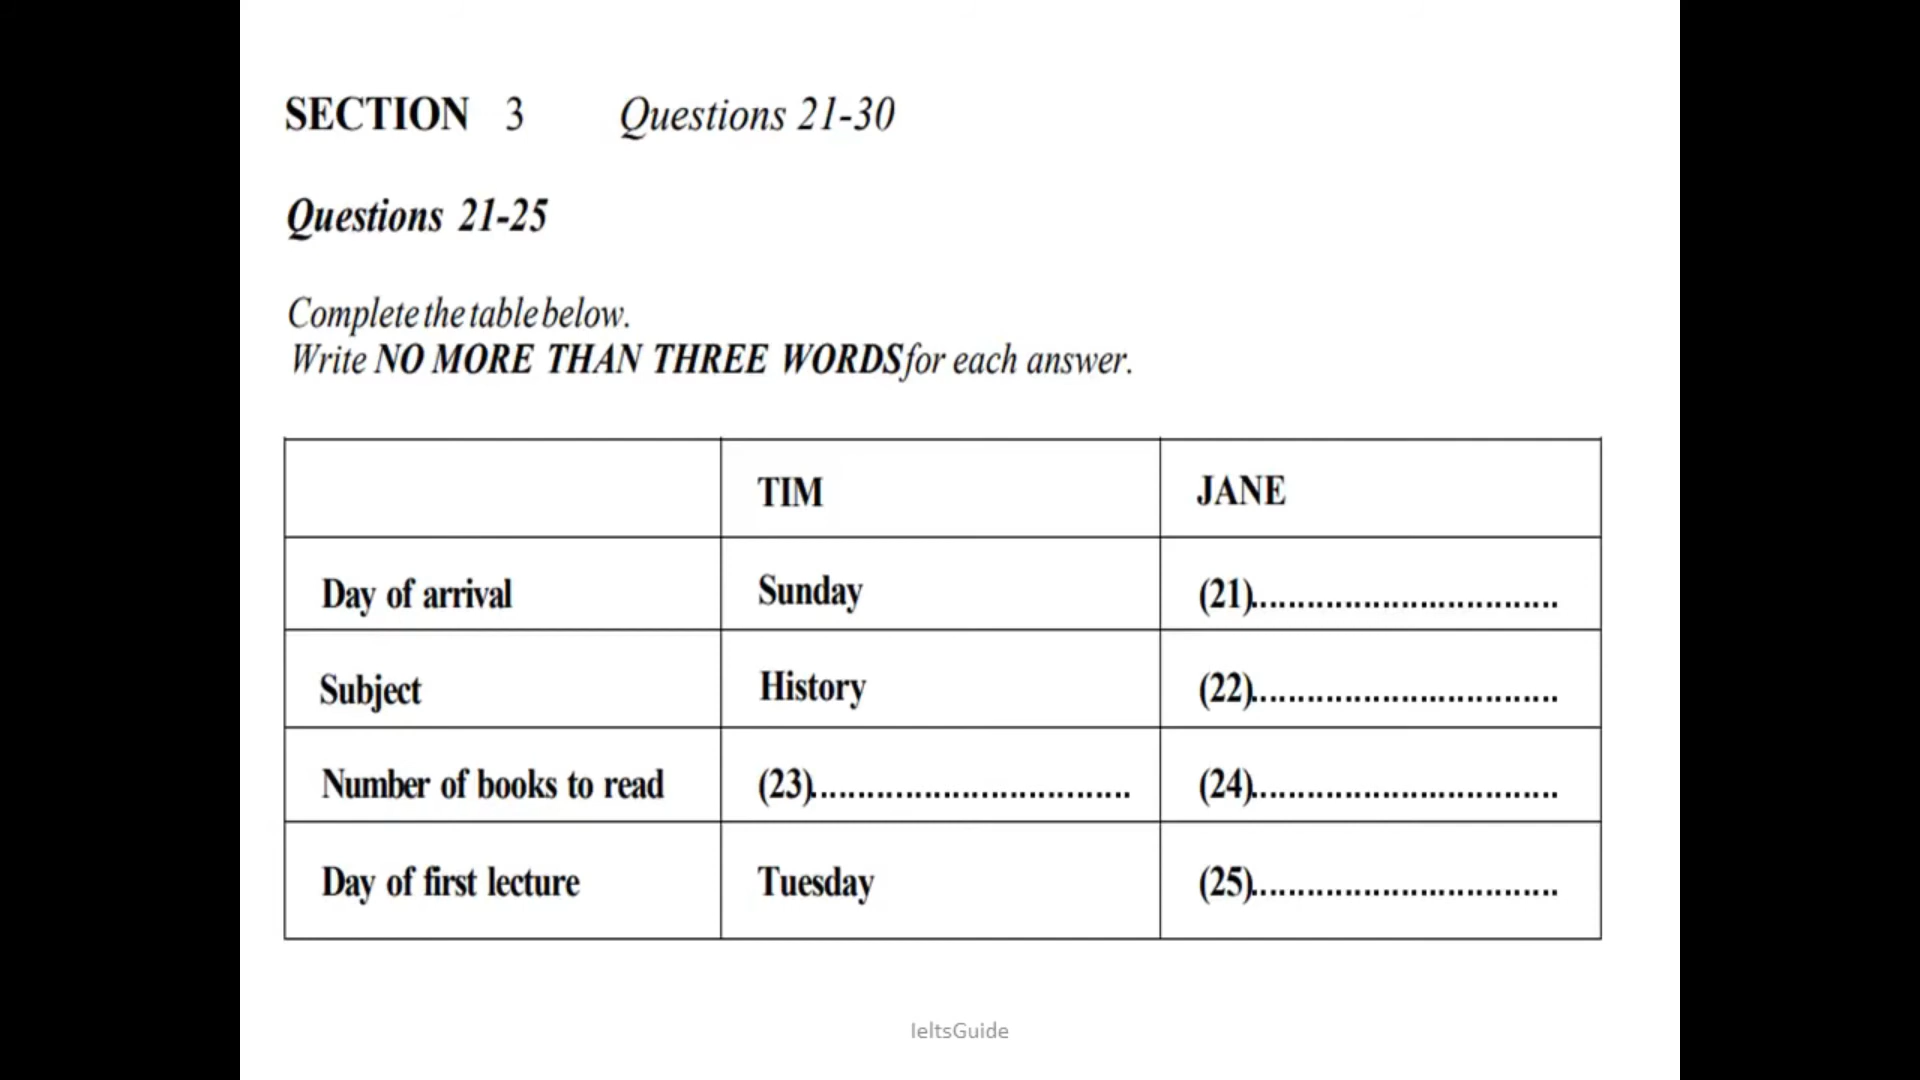 SECTION 3 Questions 21-30
Questions 21-25
Complete the table below.
Write NO MORE THAN THREE WORDS for each answer.
TIM JANE
Day of arrival Sunday (21)................................
Subject History (22)................................
Number of books to read (23)................................ (24)................................
Day of first lecture Tuesday (25)................................
IeltsGuide